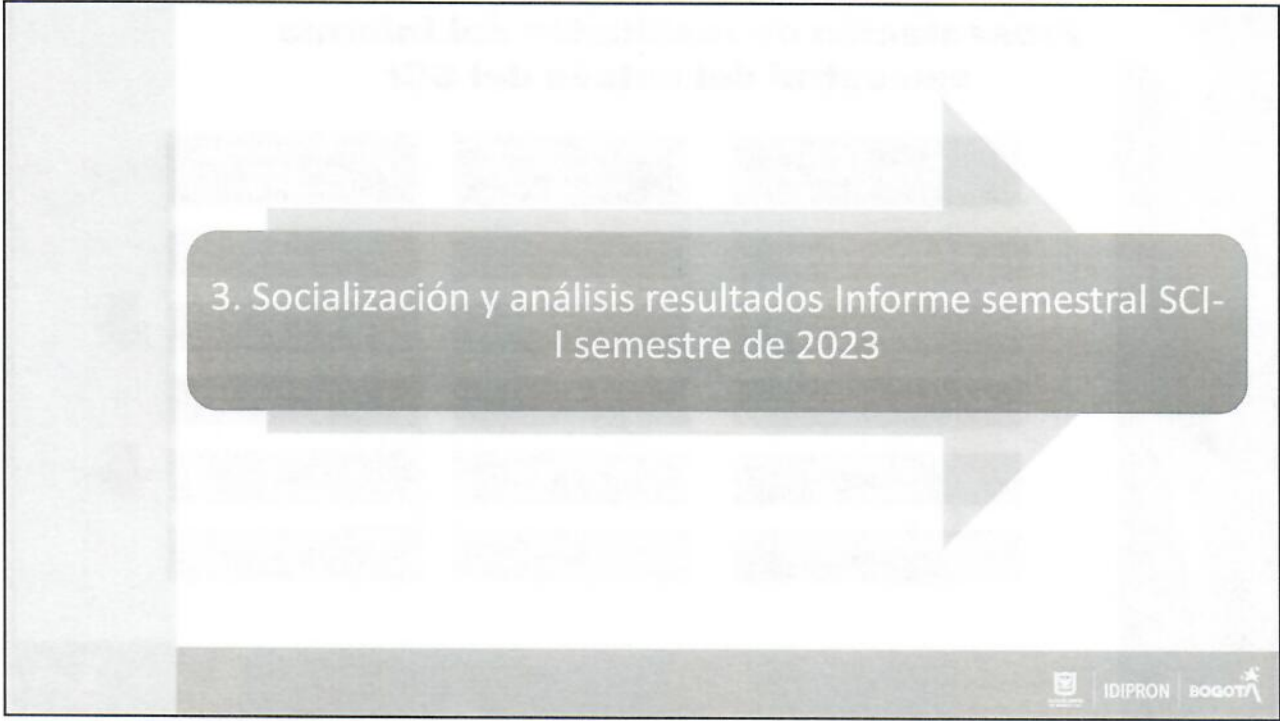 3. Socialización y análisis resultados Informe semestral SCI-
I semestre de 2023
IDIPRON
BOGOTÁ